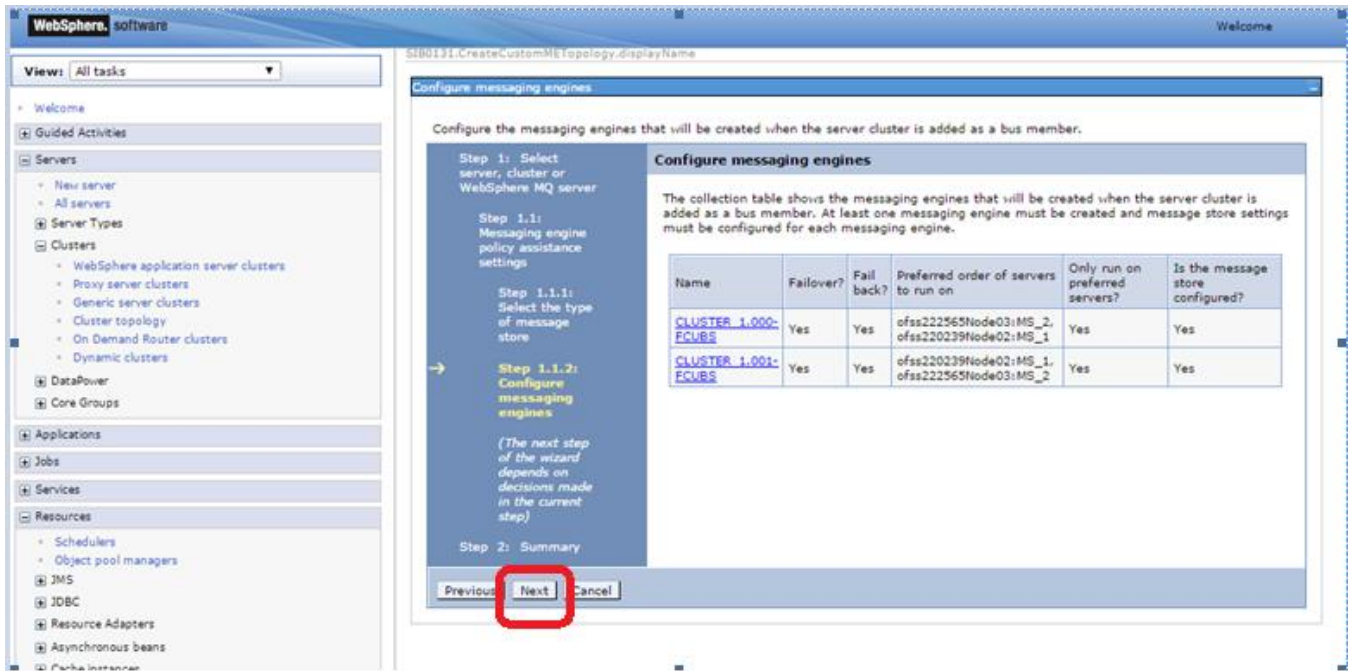 WebSphere. software
Welcome
View: All tasks
Welcome
Guided Activities
Servers
New server
All servers
Server Types
Clusters
WebSphere application server clusters
Proxy server clusters
Generic server clusters
Cluster topology
On Demand Router clusters
Dynamic clusters
DataPower
Core Groups
Applications
Jobs
Services
Resources
Schedulers
Object pool managers
JMS
JDBC
Resource Adapters
Asynchronous beans
Cache instances
SIB0131.CreateCustomMETopology.displayName
Configure messaging engines
Configure the messaging engines that will be created when the server cluster is added as a bus member.
Step 1: Select
server, cluster or
WebSphere MQ server
Step 1.1:
Messaging engine
policy assistance
settings
Step 1.1.1:
Select the type
of message
store
Step 1.1.2:
Configure
messaging
engines
(The next step
of the wizard
depends on
decisions made
in the current
step)
Step 2: Summary
Configure messaging engines
The collection table shows the messaging engines that will be created when the server cluster is
added as a bus member. At least one messaging engine must be created and message store settings
must be configured for each messaging engine.
Name
Failover?
Fail
back?
Preferred order of servers
to run on
Only run on
preferred
servers?
Is the message
store
configured?
CLUSTER_1.000-
FCUBS
Yes
Yes
ofss222565Node03:MS_2,
ofss220239Node02:MS_1
Yes
Yes
CLUSTER_1.001-
FCUBS
Yes
Yes
ofss220239Node02:MS_1,
ofss222565Node03:MS_2
Yes
Yes
Previous Next Cancel